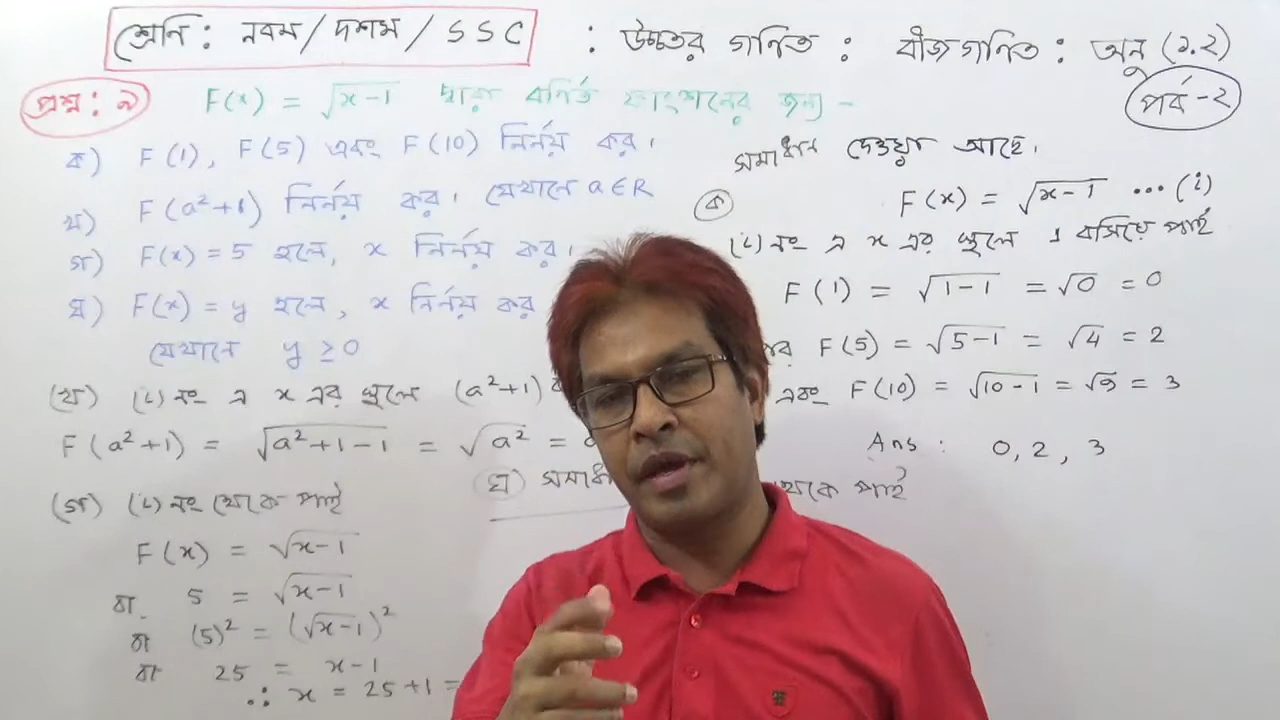 শ্রেনি : নবম/দশম/SSC : উচ্চতর গণিত : বীজগণিত : অনু (১.২)
প্রশ্ন : ৯
F(x) = √x-1 দ্বারা বর্ণিত ফাংশনের জন্য -
পর্ব -২
ক) F(1), F(5) এবং F(10) নির্নয় কর।
খ) F(a²+1) নির্নয় কর। যেখানে a∈R
গ) F(x) = 5 হলে, x নির্নয় কর।
ঘ) F(x) = y হলে, x নির্নয় কর
যেখানে y ≥ 0
সমাধান দেওয়া আছে,
ক F(x) = √x-1 ...(i)
(i) নং এ x এর স্থলে 1 বসিয়ে পাই
F(1) = √1-1 = √0 = 0
F(5) = √5-1 = √4 = 2
এবং F(10) = √10-1 = √9 = 3
Ans : 0, 2, 3
(খ) (i) নং এ x এর স্থলে (a²+1)
F(a²+1) = √a²+1-1 = √a² =
(গ) (i) নং থেকে পাই
F(x) = √x-1
বা 5 = √x-1
বা (5)² = (√x-1)²
বা 25 = x-1
∴ x = 25+1 =
ঘ) থেকে পাই